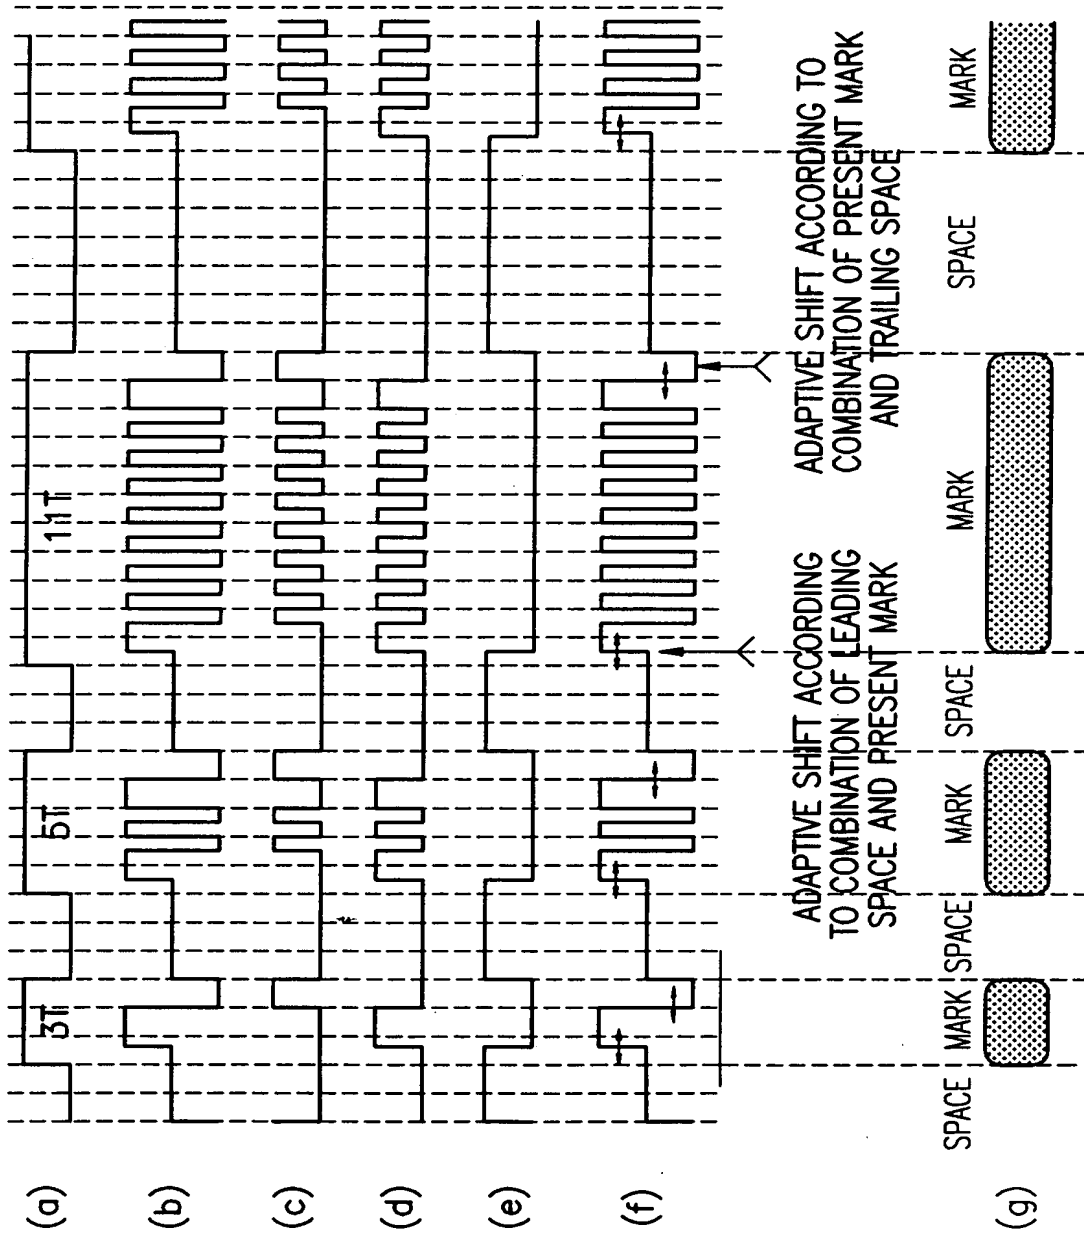 (a)
3T
5T
11T
(b)
(c)
(d)
(e)
(f)
ADAPTIVE SHIFT ACCORDING
TO COMBINATION OF LEADING
SPACE AND PRESENT MARK
ADAPTIVE SHIFT ACCORDING TO
COMBINATION OF PRESENT MARK
AND TRAILING SPACE
SPACE MARK SPACE MARK SPACE MARK SPACE MARK
(g)